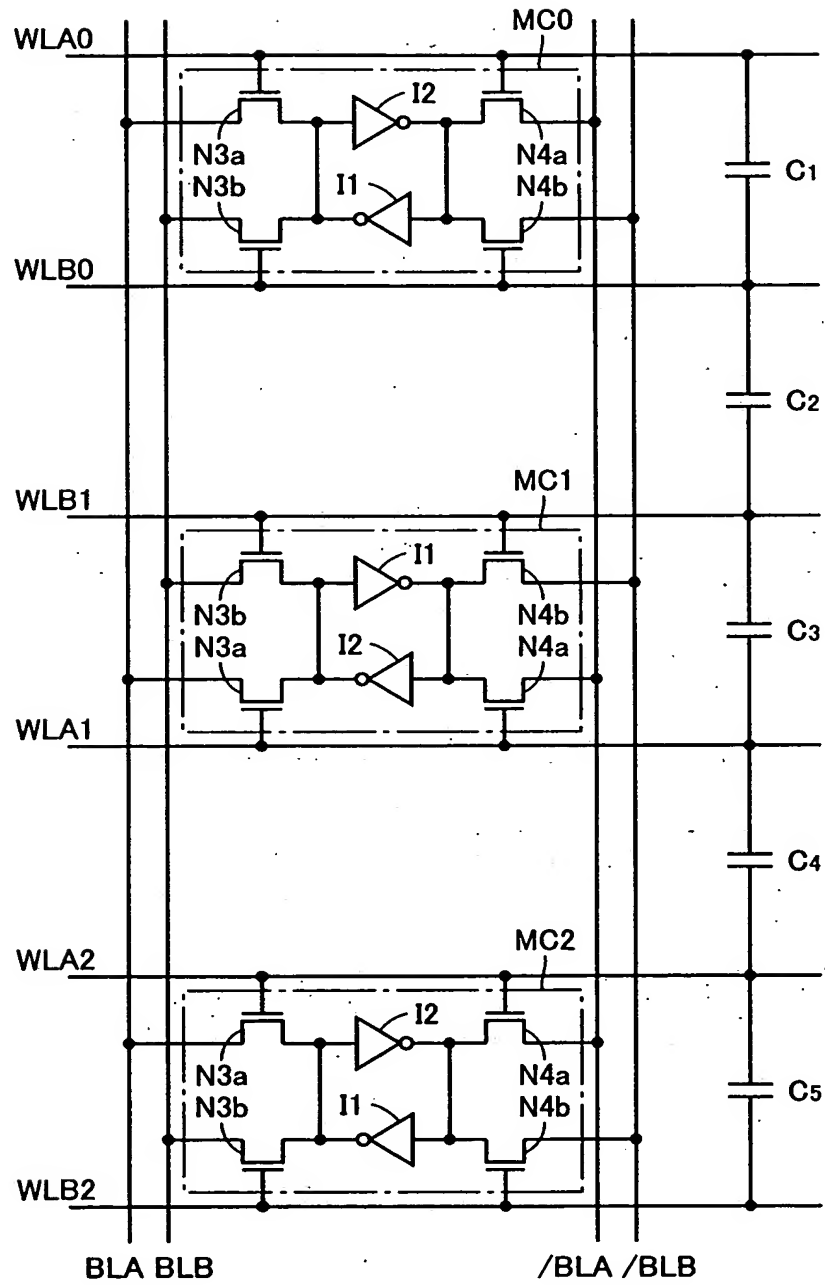 MC0
WLA0
I2
N3a
N4a
C1
N3b
I1
N4b
WLB0
C2
MC1
WLB1
I1
N3b
N4b
C3
N3a
I2
N4a
WLA1
C4
MC2
WLA2
I2
N3a
N4a
C5
N3b
I1
N4b
WLB2
BLA BLB /BLA /BLB